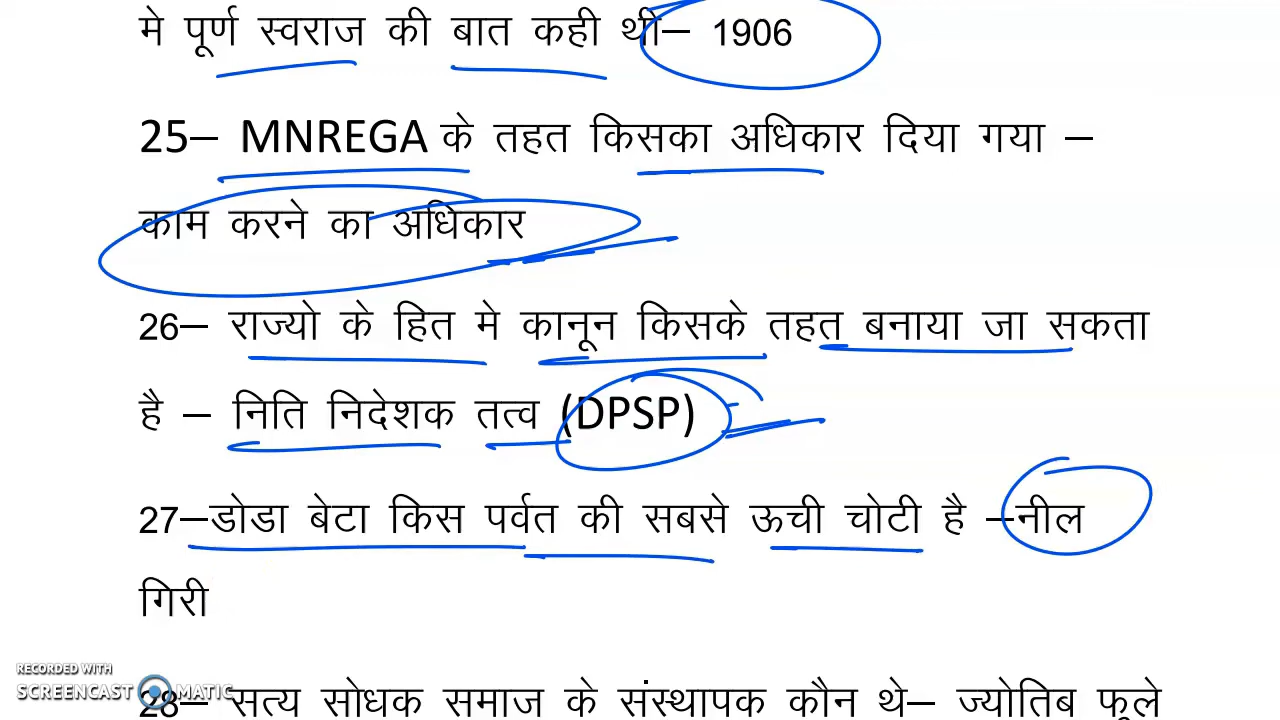 मे पूर्ण स्वराज की बात कही थी– 1906
25– MNREGA के तहत किसका अधिकार दिया गया –
काम करने का अधिकार
26– राज्यो के हित मे कानून किसके तहत बनाया जा सकता
है – निति निदेशक तत्व (DPSP)
27–डोडा बेटा किस पर्वत की सबसे ऊची चोटी है –नील
गिरी
RECORDED WITH
SCREENCAST MATIC
28– सत्य सोधक समाज के संस्थापक कौन थे– ज्योतिब फूले